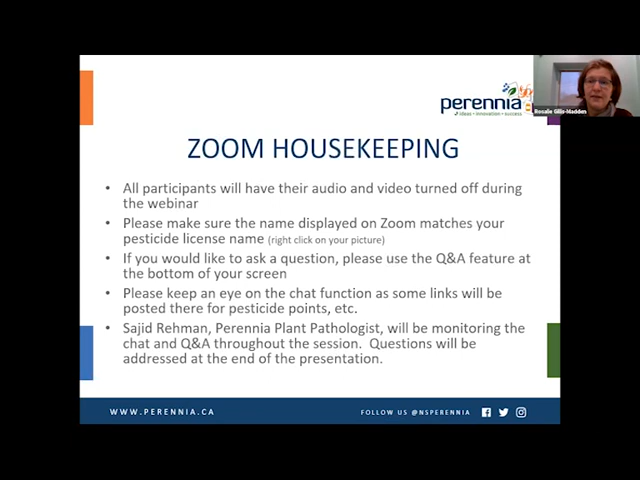 perennia
ideas • innovation • success
Rosalie Gillis-Madden
ZOOM HOUSEKEEPING
• All participants will have their audio and video turned off during
the webinar
• Please make sure the name displayed on Zoom matches your
pesticide license name (right click on your picture)
• If you would like to ask a question, please use the Q&A feature at
the bottom of your screen
• Please keep an eye on the chat function as some links will be
posted there for pesticide points, etc.
• Sajid Rehman, Perennia Plant Pathologist, will be monitoring the
chat and Q&A throughout the session. Questions will be
addressed at the end of the presentation.
WWW.PERENNIA.CA
FOLLOW US @NSPERENNIA